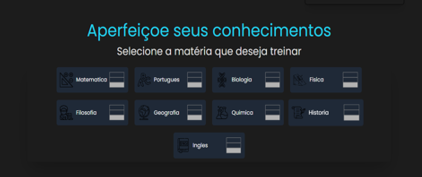 Aperfeiçoe seus conhecimentos
Selecione a matéria que deseja treinar
Matematica Portugues Biologia Fisica
Filosofia Geografia Quimica Historia
Ingles